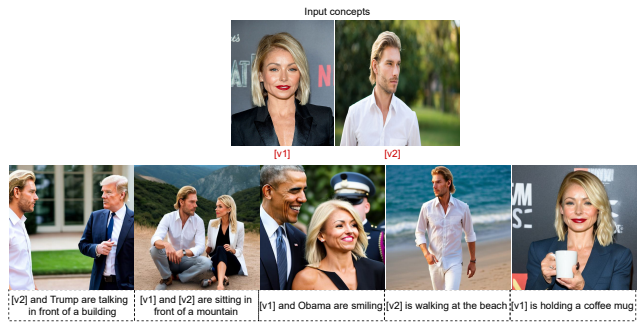 Input concepts
[v1]
[v2]
[v2] and Trump are talking
in front of a building
[v1] and [v2] are sitting in
front of a mountain
[v1] and Obama are smiling
[v2] is walking at the beach
[v1] is holding a coffee mug